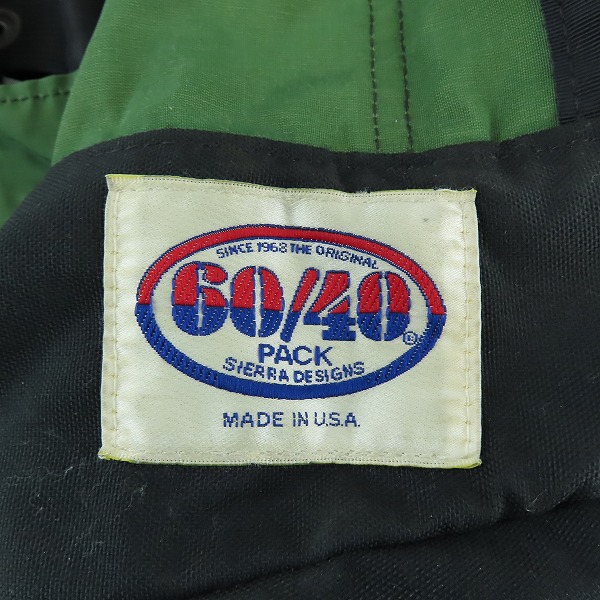 SINCE 1968 THE ORIGINAL
60/40®
PACK
SIERRA DESIGNS
MADE IN U.S.A.